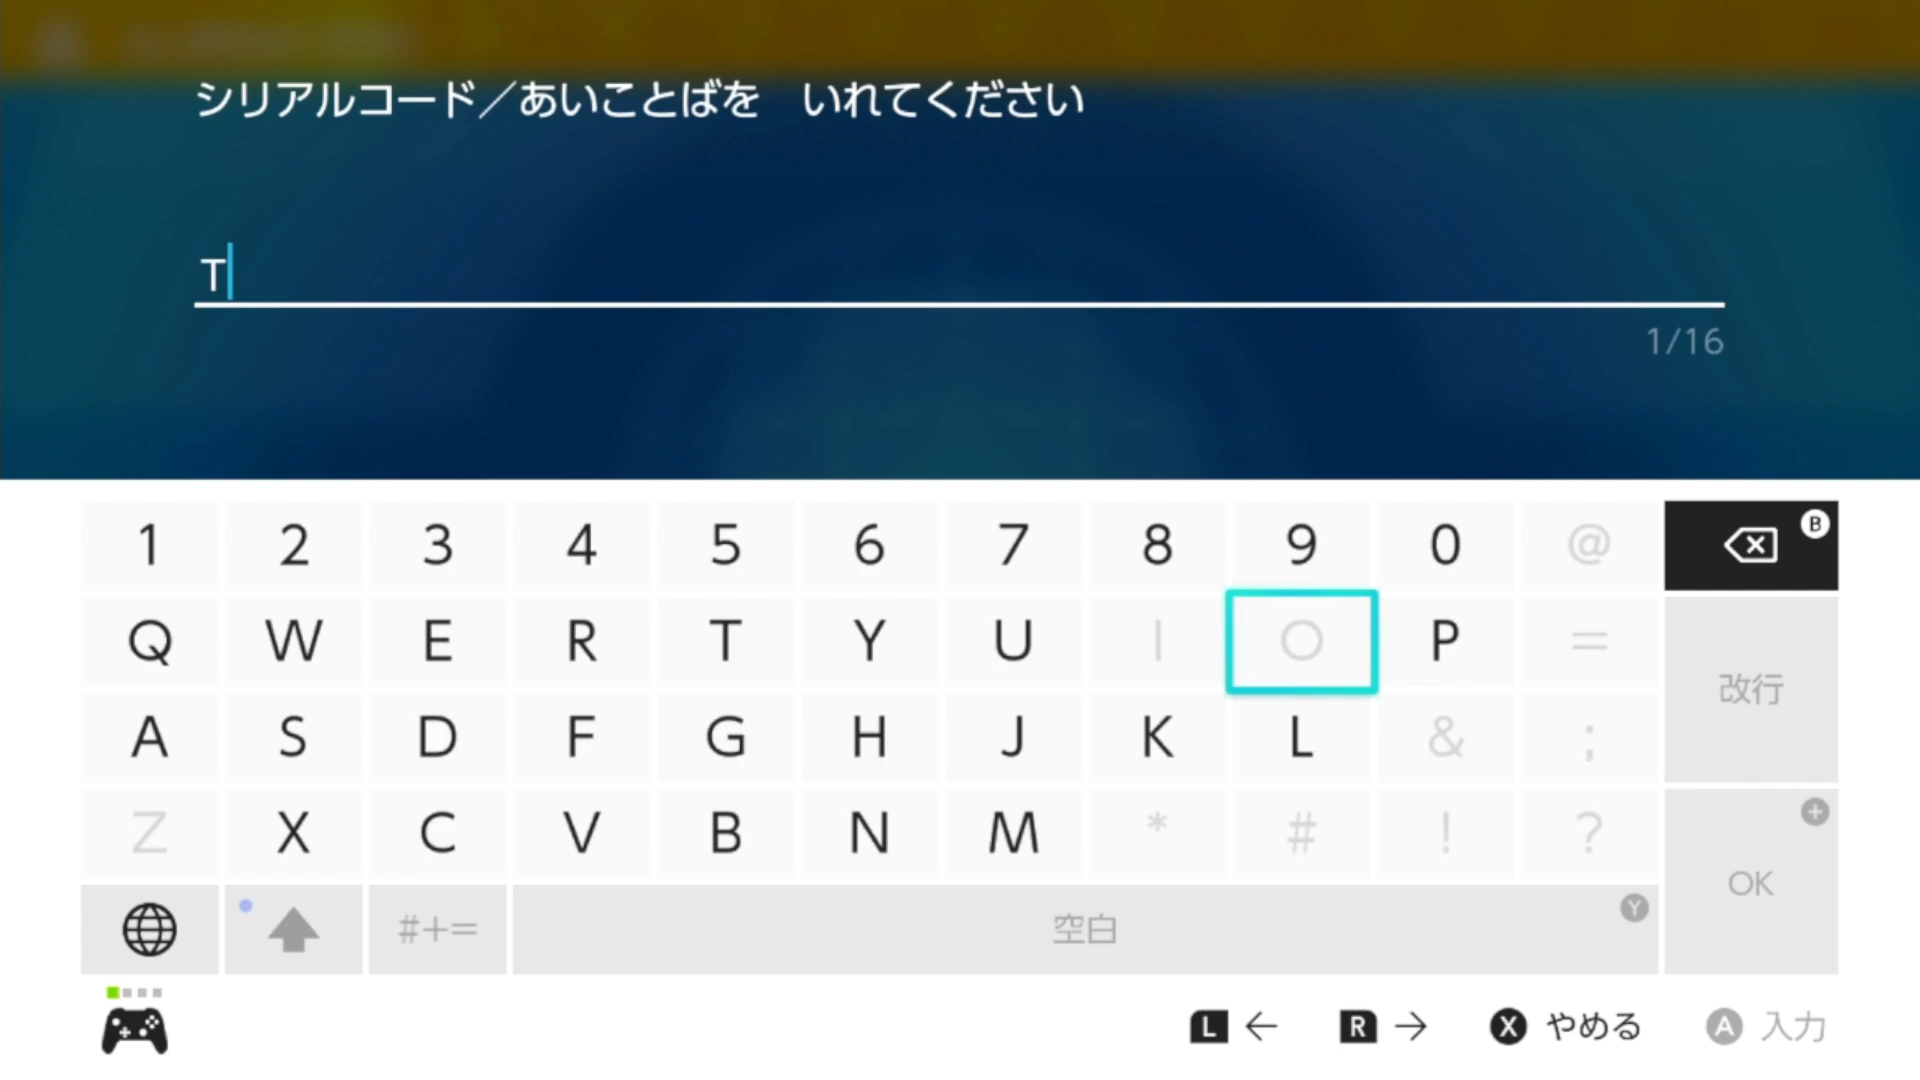 シリアルコード／あいことばを　いれてください
T
1/16
1 2 3 4 5 6 7 8 9 0 @ B
Q W E R T Y U I O P =
改行
A S D F G H J K L & ;
Z X C V B N M * # ! ?
OK
#+= 空白 Y
L ← R → X やめる A 入力